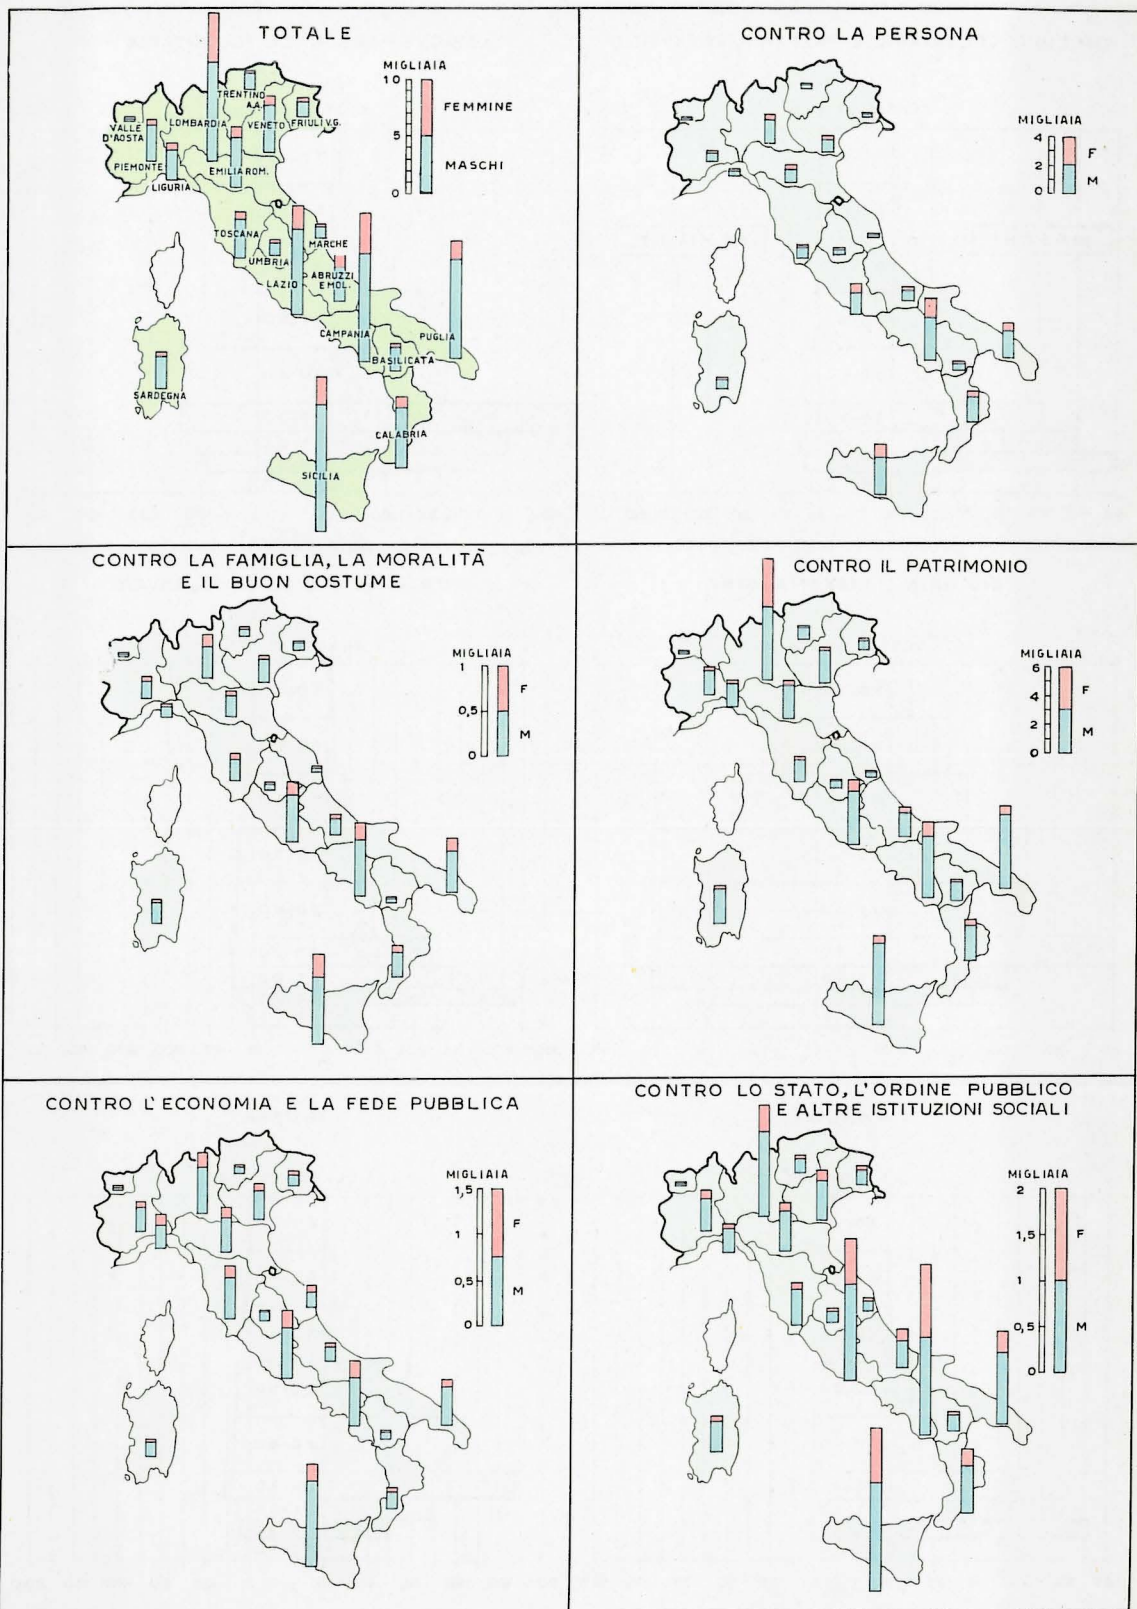 TOTALE
MIGLIAIA
10
5
0
FEMMINE
MASCHI
TRENTINO
A.A.
VALLE
D'AOSTA
LOMBARDIA
VENETO
FRIULI V.G.
PIEMONTE
EMILIA ROM.
LIGURIA
TOSCANA
MARCHE
UMBRIA
ABRUZZI
E MOL.
LAZIO
CAMPANIA
PUGLIA
BASILICATA
SARDEGNA
CALABRIA
SICILIA
CONTRO LA PERSONA
MIGLIAIA
4
2
0
F
M
CONTRO LA FAMIGLIA, LA MORALITÀ
E IL BUON COSTUME
MIGLIAIA
1
0,5
0
F
M
CONTRO IL PATRIMONIO
MIGLIAIA
6
4
2
0
F
M
CONTRO L'ECONOMIA E LA FEDE PUBBLICA
MIGLIAIA
1,5
1
0,5
0
F
M
CONTRO LO STATO, L'ORDINE PUBBLICO
E ALTRE ISTITUZIONI SOCIALI
MIGLIAIA
2
1,5
1
0,5
0
F
M